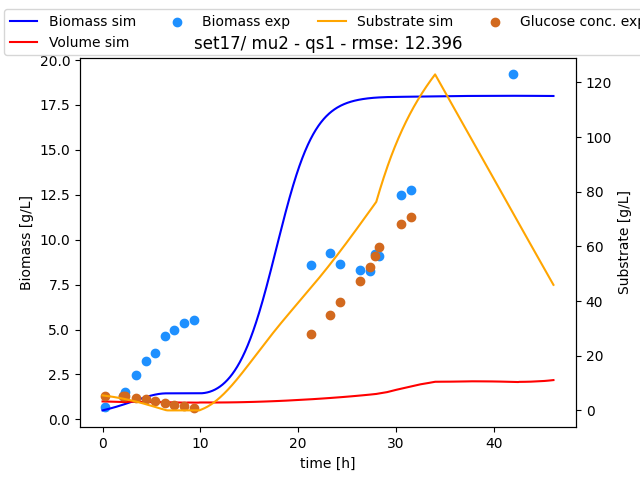 Biomass sim Biomass exp Substrate sim Glucose conc. exp
Volume sim
set17/ mu2 - qs1 - rmse: 12.396
Biomass [g/L]
20.0
17.5
15.0
12.5
10.0
7.5
5.0
2.5
0.0
0 10 20 30 40
time [h]
120
100
80
60
40
20
0
Substrate [g/L]